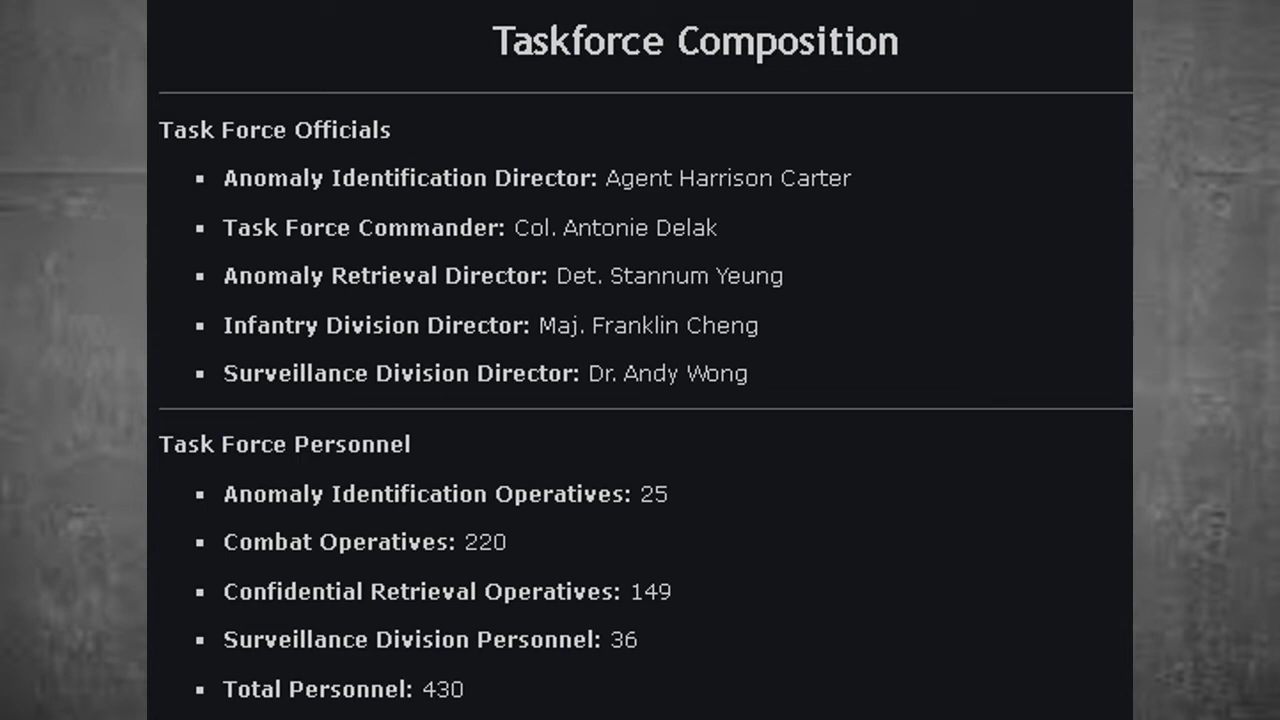 Taskforce Composition
Task Force Officials
▪ Anomaly Identification Director: Agent Harrison Carter
▪ Task Force Commander: Col. Antonie Delak
▪ Anomaly Retrieval Director: Det. Stannum Yeung
▪ Infantry Division Director: Maj. Franklin Cheng
▪ Surveillance Division Director: Dr. Andy Wong
Task Force Personnel
▪ Anomaly Identification Operatives: 25
▪ Combat Operatives: 220
▪ Confidential Retrieval Operatives: 149
▪ Surveillance Division Personnel: 36
▪ Total Personnel: 430